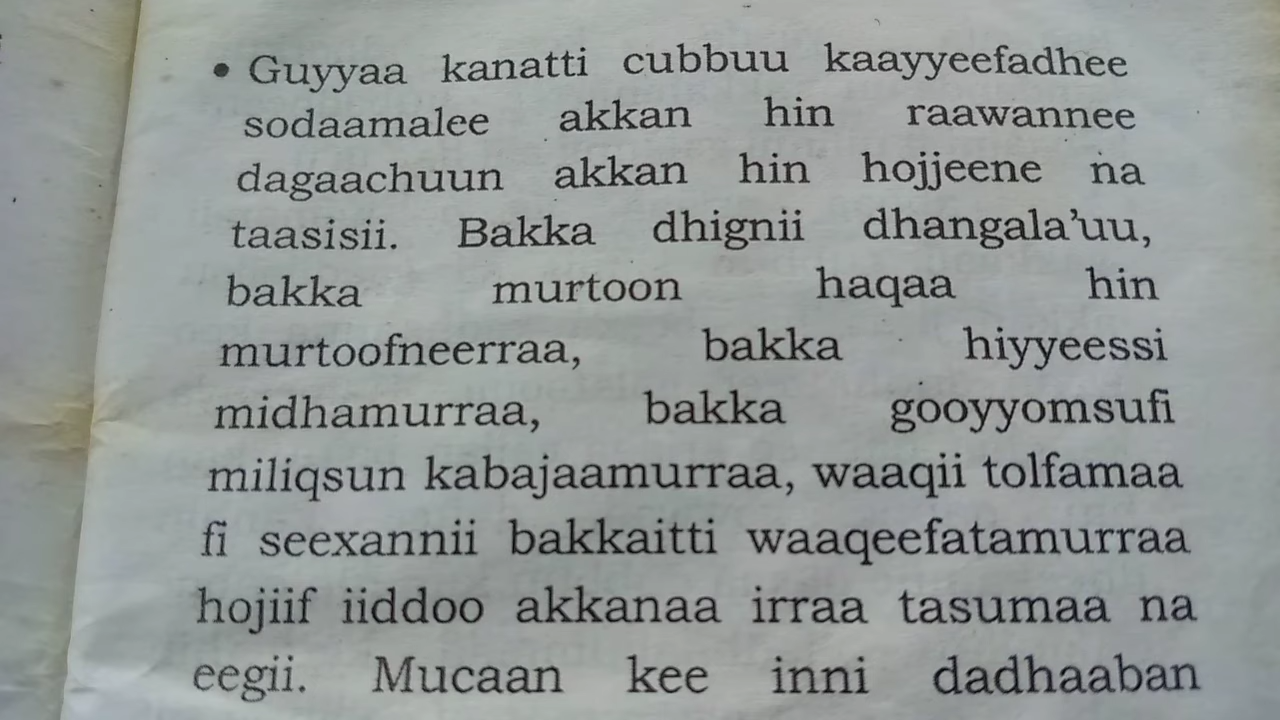 • Guyyaa kanatti cubbuu kaayyeefadhee
sodaamalee akkan hin raawannee
dagaachuun akkan hin hojjeene na
taasisii. Bakka dhignii dhangala’uu,
bakka murtoon haqaa hin
murtoofneerraa, bakka hiyyeessi
midhamurraa, bakka gooyyomsufi
miliqsun kabajaamurraa, waaqii tolfamaa
fi seexannii bakkaitti waaqeefatamurraa
hojiif iiddoo akkanaa irraa tasumaa na
eegii. Mucaan kee inni dadhaaban